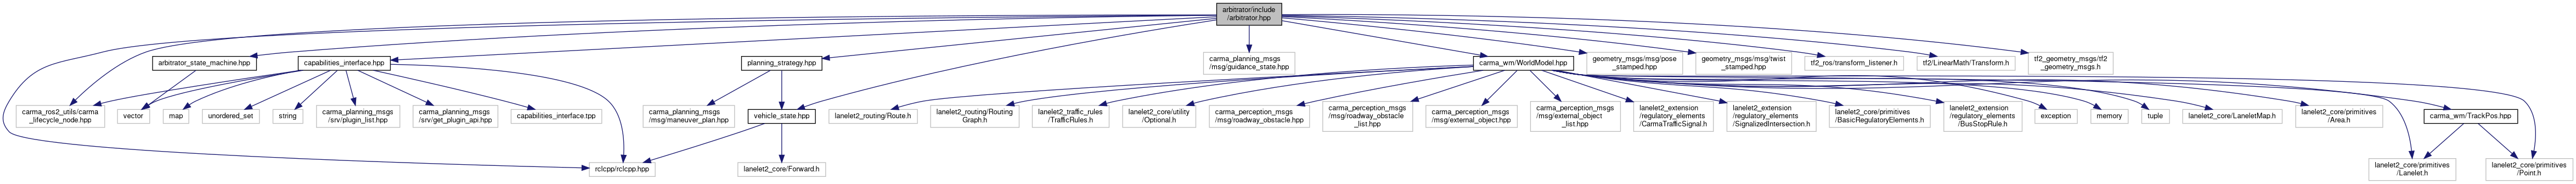 arbitrator/include
/arbitrator.hpp
arbitrator_state_machine.hpp
capabilities_interface.hpp
planning_strategy.hpp
carma_planning_msgs
/msg/guidance_state.hpp
carma_wm/WorldModel.hpp
geometry_msgs/msg/pose
_stamped.hpp
geometry_msgs/msg/twist
_stamped.hpp
tf2_ros/transform_listener.h
tf2/LinearMath/Transform.h
tf2_geometry_msgs/tf2
_geometry_msgs.h
carma_ros2_utils/carma
_lifecycle_node.hpp
vector
map
unordered_set
string
carma_planning_msgs
/srv/plugin_list.hpp
carma_planning_msgs
/srv/get_plugin_api.hpp
capabilities_interface.tpp
carma_planning_msgs
/msg/maneuver_plan.hpp
vehicle_state.hpp
lanelet2_routing/Route.h
lanelet2_routing/Routing
Graph.h
lanelet2_traffic_rules
/TrafficRules.h
lanelet2_core/utility
/Optional.h
carma_perception_msgs
/msg/roadway_obstacle.hpp
carma_perception_msgs
/msg/roadway_obstacle
_list.hpp
carma_perception_msgs
/msg/external_object.hpp
carma_perception_msgs
/msg/external_object
_list.hpp
lanelet2_extension
/regulatory_elements
/CarmaTrafficSignal.h
lanelet2_extension
/regulatory_elements
/SignalizedIntersection.h
lanelet2_core/primitives
/BasicRegulatoryElements.h
lanelet2_extension
/regulatory_elements
/BusStopRule.h
exception
memory
tuple
lanelet2_core/LaneletMap.h
lanelet2_core/primitives
/Area.h
carma_wm/TrackPos.hpp
rclcpp/rclcpp.hpp
lanelet2_core/Forward.h
lanelet2_core/primitives
/Lanelet.h
lanelet2_core/primitives
/Point.h